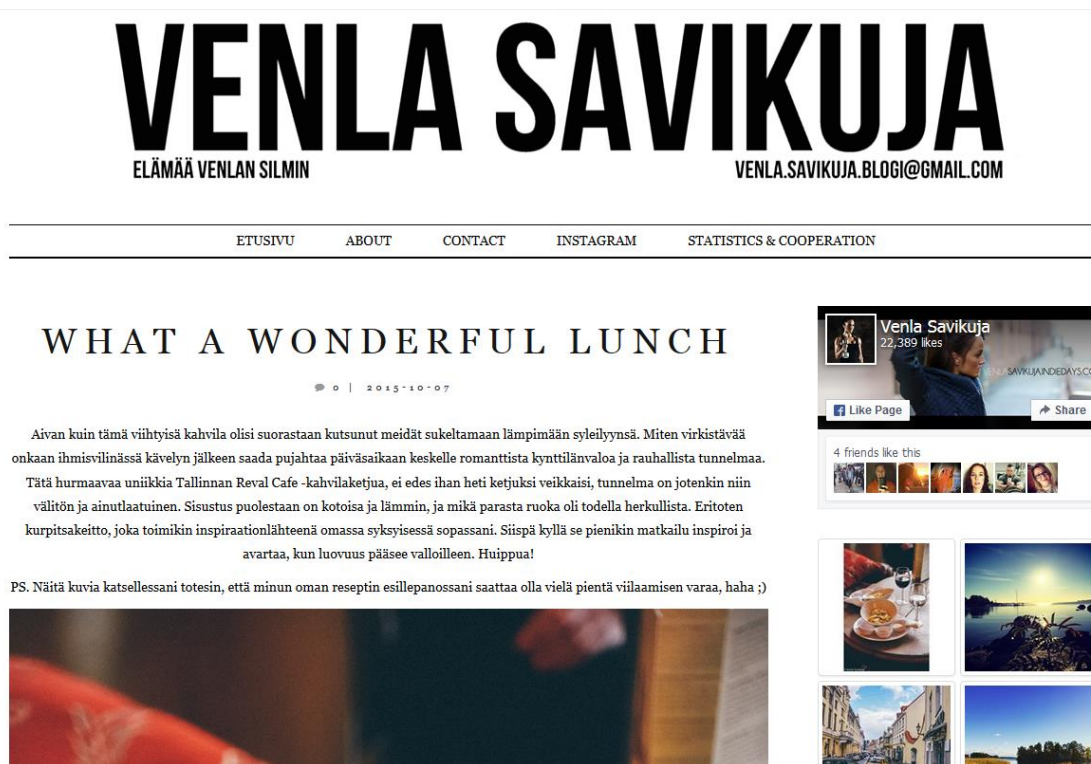 VENLA SAVIKUJA
ELÄMÄÄ VENLAN SILMIN
VENLA.SAVIKUJA.BLOGI@GMAIL.COM
ETUSIVU ABOUT CONTACT INSTAGRAM STATISTICS & COOPERATION
WHAT A WONDERFUL LUNCH
0 | 2015-10-07
Aivan kuin tämä viihtyisä kahvila olisi suorastaan kutsunut meidät sukeltamaan lämpimään syleilyynsä. Miten virkistävää
onkaan ihmisvilinässä kävelyn jälkeen saada pujahtaa päiväsaikaan keskelle romanttista kynttilänvaloa ja rauhallista tunnelmaa.
Tätä hurmaavaa uniikkia Tallinnan Reval Cafe -kahvilaketjua, ei edes ihan heti ketjuksi veikkaisi, tunnelma on jotenkin niin
välitön ja ainutlaatuinen. Sisustus puolestaan on kotoisa ja lämmin, ja mikä parasta ruoka oli todella herkullista. Eritoten
kurpitsakeitto, joka toimikin inspiraationlähteenä omassa syksyisessä sopassani. Siispä kyllä se pienikin matkailu inspiroi ja
avartaa, kun luovuus pääsee valloilleen. Huippua!
PS. Näitä kuvia katsellessani totesin, että minun oman reseptin esillepanossani saattaa olla vielä pientä viilaamisen varaa, haha ;)
Venla Savikuja
22,389 likes
VENLASAVIKUJAINDIEDAYS.CO
Like Page
Share
4 friends like this